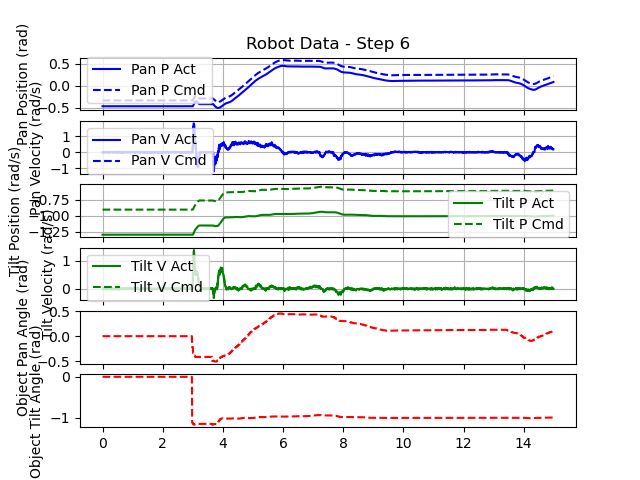 Robot Data - Step 6
Pan Position (rad)
0.5
0.0
−0.5
Pan P Act
Pan P Cmd
Pan Velocity (rad/s)
1
0
−1
Pan V Act
Pan V Cmd
Tilt Position (rad/s)
−0.75
−1.00
−1.25
Tilt P Act
Tilt P Cmd
Tilt Velocity (rad/s)
1
0
Tilt V Act
Tilt V Cmd
Object Pan Angle (rad)
0.5
0.0
−0.5
Object Tilt Angle (rad)
0
−1
0 2 4 6 8 10 12 14